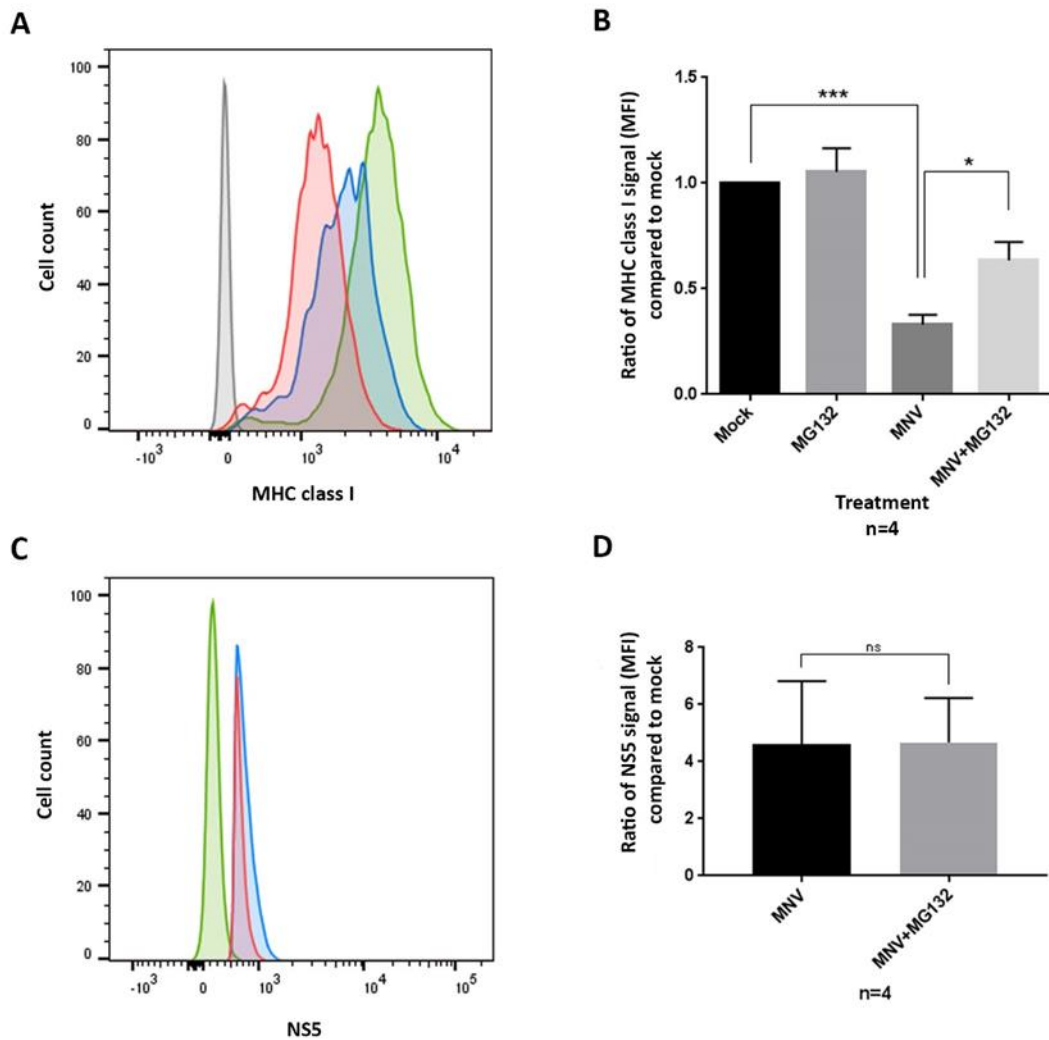 A
100
80
60
40
20
0
Cell count
-10³
0
10³
10⁴
MHC class I
B
Ratio of MHC class I signal (MFI)
compared to mock
1.5
1.0
0.5
0.0
***
*
Mock
MG132
MNV
MNV+MG132
Treatment
n=4
C
100
80
60
40
20
0
Cell count
-10³
0
10³
10⁴
10⁵
NS5
D
Ratio of NS5 signal (MFI)
compared to mock
8
6
4
2
0
ns
MNV
MNV+MG132
n=4